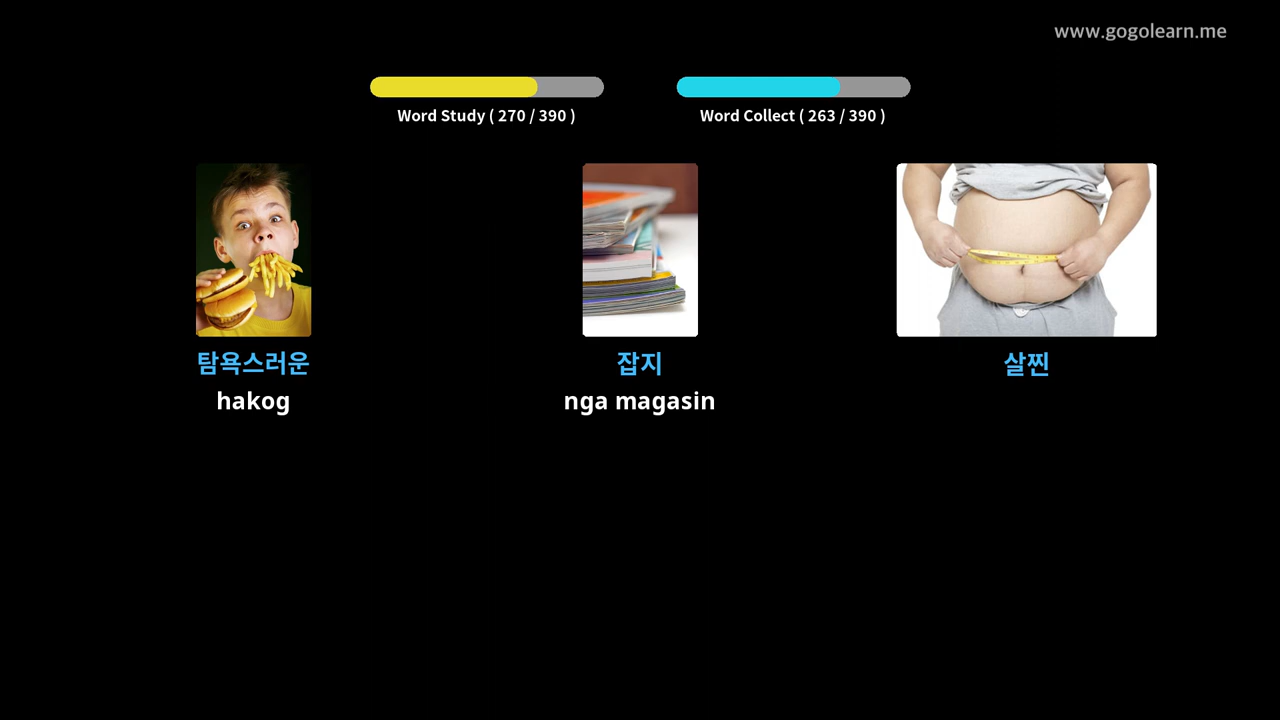 www.gogolearn.me
Word Study ( 270 / 390 )
Word Collect ( 263 / 390 )
탐욕스러운
hakog
잡지
nga magasin
살찐